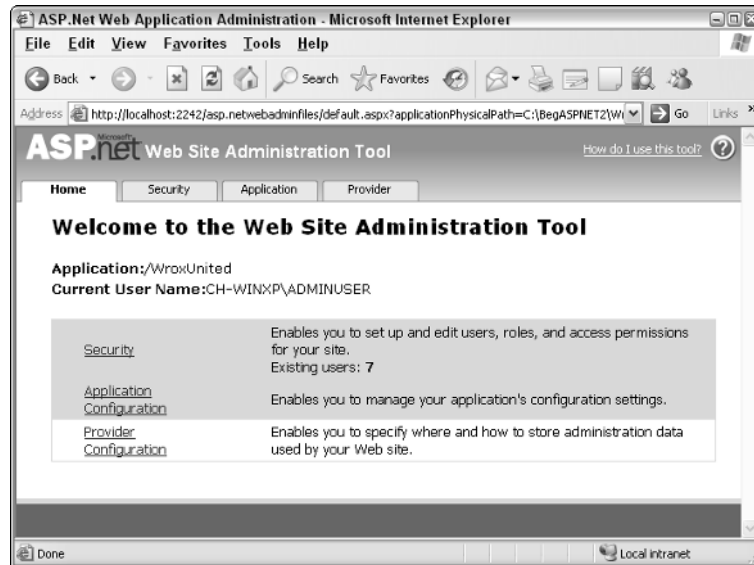 ASP.Net Web Application Administration - Microsoft Internet Explorer
File Edit View Favorites Tools Help
Back Search Favorites
Address http://localhost:2242/asp.netwebadminfiles/default.aspx?applicationPhysicalPath=C:\BegASPNET2\ Go Links »
Microsoft
ASP.net Web Site Administration Tool How do I use this tool? ?
Home Security Application Provider
Welcome to the Web Site Administration Tool
Application:/WroxUnited
Current User Name:CH-WINXP\ADMINUSER
Security
Enables you to set up and edit users, roles, and access permissions
for your site.
Existing users: 7
Application
Configuration
Enables you to manage your application's configuration settings.
Provider
Configuration
Enables you to specify where and how to store administration data
used by your Web site.
Done Local intranet